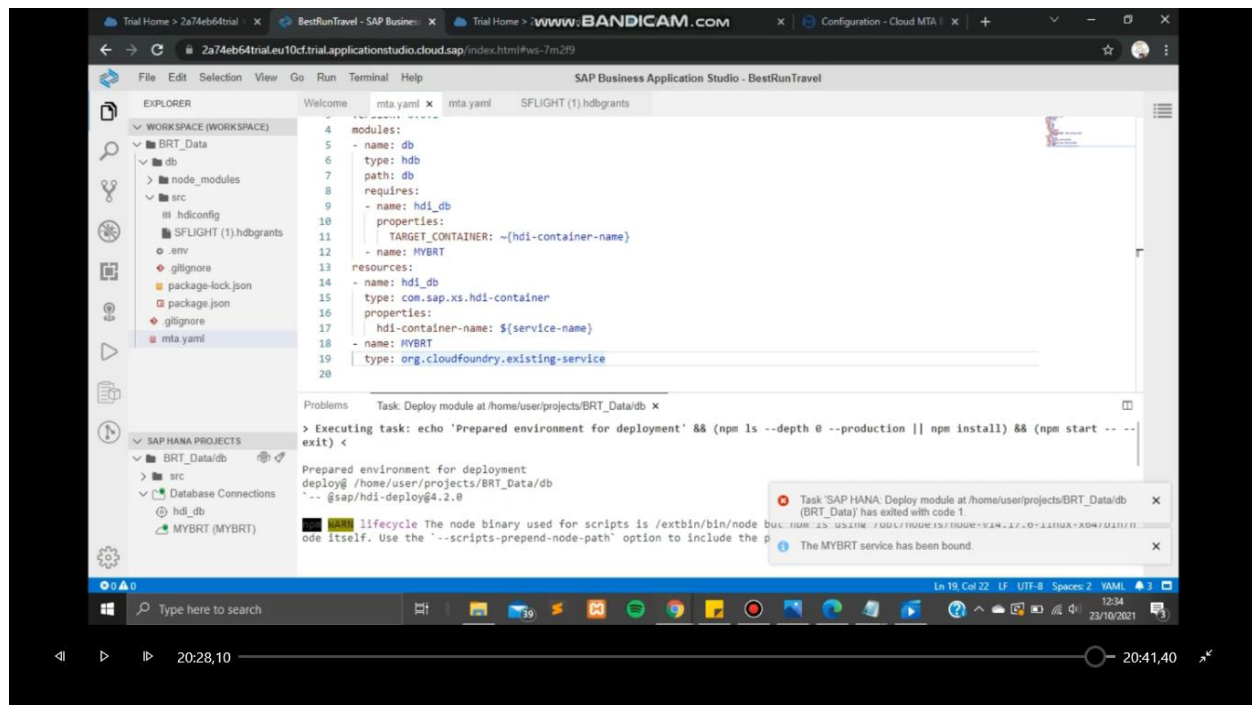 Trial Home > 2a74eb64trial
BestRunTravel - SAP Busines
Trial Home >
www.BANDICAM.com
Configuration - Cloud MTA
2a74eb64trial.eu10cf.trial.applicationstudio.cloud.sap/index.html#ws-7m2f9
File Edit Selection View Go Run Terminal Help
SAP Business Application Studio - BestRunTravel
EXPLORER
WORKSPACE (WORKSPACE)
BRT_Data
db
node_modules
src
.hdiconfig
SFLIGHT (1).hdbgrants
.env
.gitignore
package-lock.json
package.json
.gitignore
mta.yaml
SAP HANA PROJECTS
BRT_Data/db
src
Database Connections
hdi_db
MYBRT (MYBRT)
Welcome mta.yaml mta.yaml SFLIGHT (1).hdbgrants
4 modules:
5 - name: db
6 type: hdb
7 path: db
8 requires:
9 - name: hdi_db
10 properties:
11 TARGET_CONTAINER: ~{hdi-container-name}
12 - name: MYBRT
13 resources:
14 - name: hdi_db
15 type: com.sap.xs.hdi-container
16 properties:
17 hdi-container-name: ${service-name}
18 - name: MYBRT
19 type: org.cloudfoundry.existing-service
20
Problems Task: Deploy module at /home/user/projects/BRT_Data/db
> Executing task: echo 'Prepared environment for deployment' && (npm ls --depth 0 --production || npm install) && (npm start -- --
exit) <
Prepared environment for deployment
deploy@ /home/user/projects/BRT_Data/db
`-- @sap/hdi-deploy@4.2.0
npm WARN lifecycle The node binary used for scripts is /extbin/bin/node but npm is using
ode itself. Use the `--scripts-prepend-node-path` option to include the p
Task 'SAP HANA: Deploy module at /home/user/projects/BRT_Data/db
(BRT_Data)' has exited with code 1.
The MYBRT service has been bound.
0 0
Ln 19, Col 22 LF UTF-8 Spaces: 2 YAML 3
Type here to search
39
12:34
23/10/2021
3
20:28,10
20:41,40